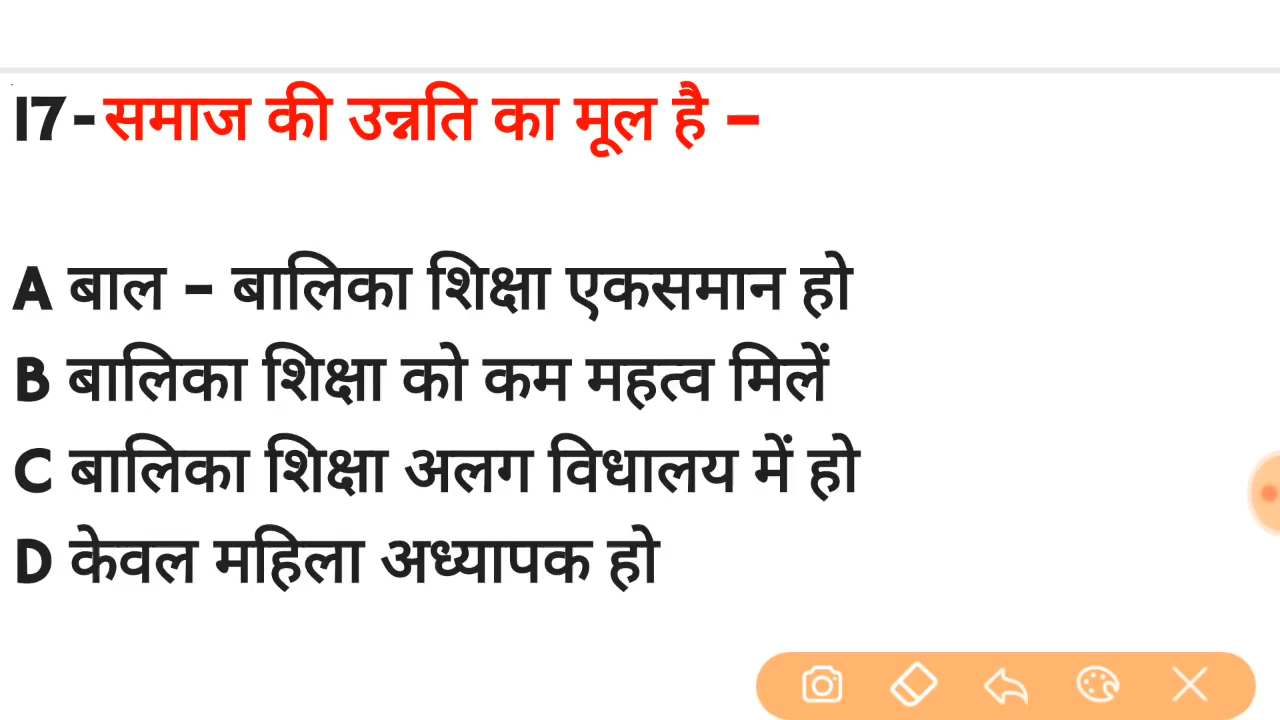 17-समाज की उन्नति का मूल है –
A बाल – बालिका शिक्षा एकसमान हो
B बालिका शिक्षा को कम महत्व मिलें
C बालिका शिक्षा अलग विधालय में हो
D केवल महिला अध्यापक हो